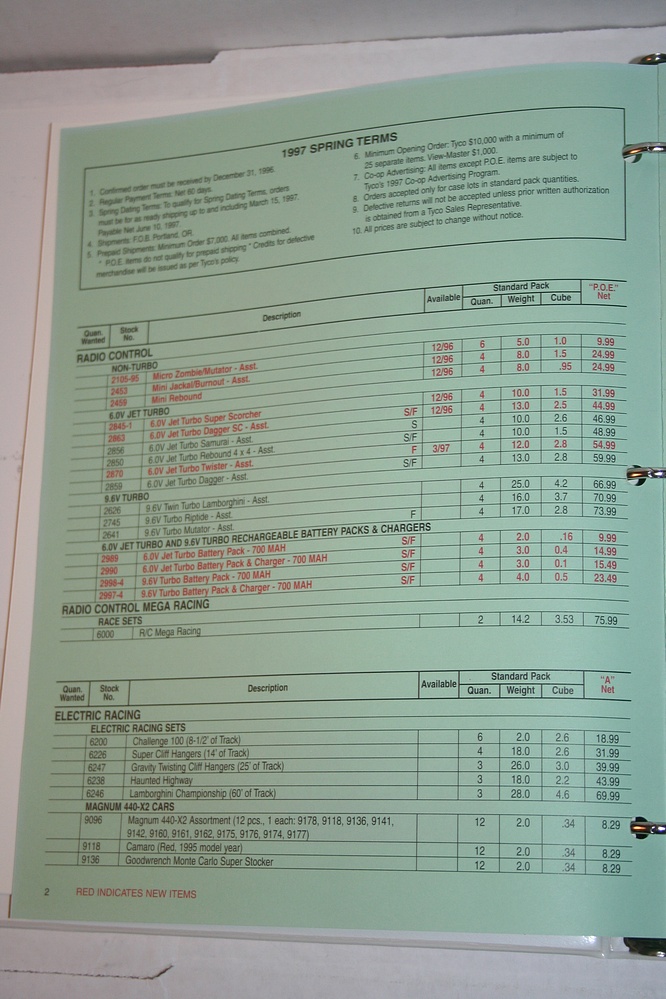 1997 SPRING TERMS
1. Confirmed order must be received by December 31, 1996.
2. Regular Payment Terms: Net 60 days.
3. Spring Dating Terms: To qualify for Spring Dating Terms, orders
must be for as ready shipping up to and including March 15, 1997.
Payable Net June 10, 1997.
4. Shipments: F.O.B. Portland, OR.
5. Prepaid Shipments: Minimum Order $7,000. All items combined.
* P.O.E. items do not qualify for prepaid shipping * Credits for defective
merchandise will be issued as per Tyco's policy.
6. Minimum Opening Order: Tyco $10,000 with a minimum of
25 separate items. View-Master $1,000.
7. Co-op Advertising: All items except P.O.E. items are subject to
Tyco's 1997 Co-op Advertising Program.
8. Orders accepted only for case lots in standard pack quantities.
9. Defective returns will not be accepted unless prior written authorization
is obtained from a Tyco Sales Representative.
10. All prices are subject to change without notice.
Quan. Wanted Stock No. Description Available Standard Pack Quan. Weight Cube "P.O.E." Net
RADIO CONTROL
NON-TURBO
2105-95 Micro Zombie/Mutator - Asst. 12/96 6 5.0 1.0 9.99
2453 Mini Jackal/Burnout - Asst. 12/96 4 8.0 1.5 24.99
2459 Mini Rebound 12/96 4 8.0 .95 24.99
6.0V JET TURBO
2845-1 6.0V Jet Turbo Super Scorcher 12/96 4 10.0 1.5 31.99
2863 6.0V Jet Turbo Dagger SC - Asst. S/F 12/96 4 13.0 2.5 44.99
2856 6.0V Jet Turbo Samurai - Asst. S 4 10.0 2.6 46.99
2850 6.0V Jet Turbo Rebound 4 x 4 - Asst. S/F 4 10.0 1.5 48.99
2870 6.0V Jet Turbo Twister - Asst. F 3/97 4 12.0 2.8 54.99
2859 6.0V Jet Turbo Dagger - Asst. S/F 4 13.0 2.8 59.99
9.6V TURBO
2626 9.6V Twin Turbo Lamborghini - Asst. 4 25.0 4.2 66.99
2745 9.6V Turbo Riptide - Asst. 4 16.0 3.7 70.99
2641 9.6V Turbo Mutator - Asst. F 4 17.0 2.8 73.99
6.0V JET TURBO AND 9.6V TURBO RECHARGEABLE BATTERY PACKS & CHARGERS
2989 6.0V Jet Turbo Battery Pack - 700 MAH S/F 4 2.0 .16 9.99
2990 6.0V Jet Turbo Battery Pack & Charger - 700 MAH S/F 4 3.0 0.4 14.99
2998-4 9.6V Turbo Battery Pack - 700 MAH S/F 4 3.0 0.1 15.49
2997-4 9.6V Turbo Battery Pack & Charger - 700 MAH S/F 4 4.0 0.5 23.49
RADIO CONTROL MEGA RACING
RACE SETS
6000 R/C Mega Racing 2 14.2 3.53 75.99
Quan. Wanted Stock No. Description Available Standard Pack Quan. Weight Cube "A" Net
ELECTRIC RACING
ELECTRIC RACING SETS
6200 Challenge 100 (8-1/2' of Track) 6 2.0 2.6 18.99
6226 Super Cliff Hangers (14' of Track) 4 18.0 2.6 31.99
6247 Gravity Twisting Cliff Hangers (25' of Track) 3 26.0 3.0 39.99
6238 Haunted Highway 3 18.0 2.2 43.99
6246 Lamborghini Championship (60' of Track) 3 28.0 4.6 69.99
MAGNUM 440-X2 CARS
9096 Magnum 440-X2 Assortment (12 pcs., 1 each: 9178, 9118, 9136, 9141, 12 2.0 .34 8.29
9142, 9160, 9161, 9162, 9175, 9176, 9174, 9177)
9118 Camaro (Red, 1995 model year) 12 2.0 .34 8.29
9136 Goodwrench Monte Carlo Super Stocker 12 2.0 .34 8.29
2 RED INDICATES NEW ITEMS